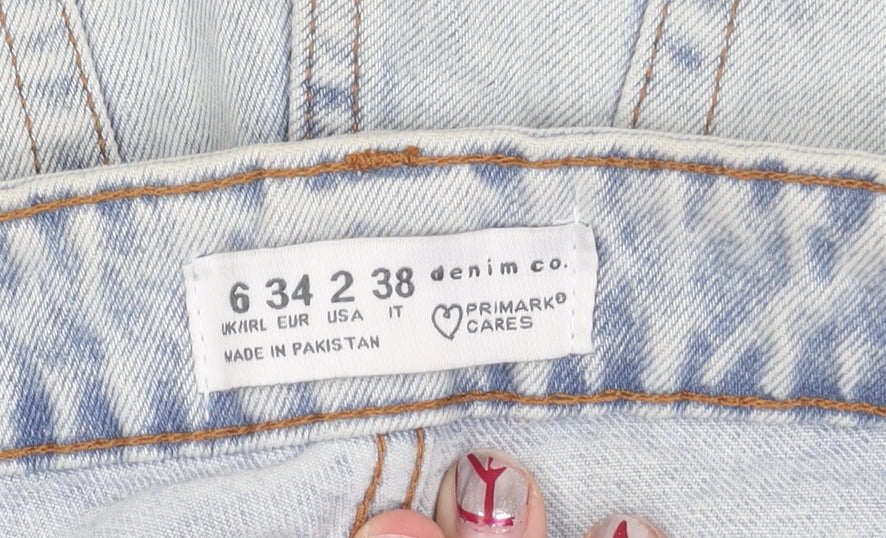 6 34 2 38 denim co.
UK/IRL EUR USA IT PRIMARK®
CARES
MADE IN PAKISTAN